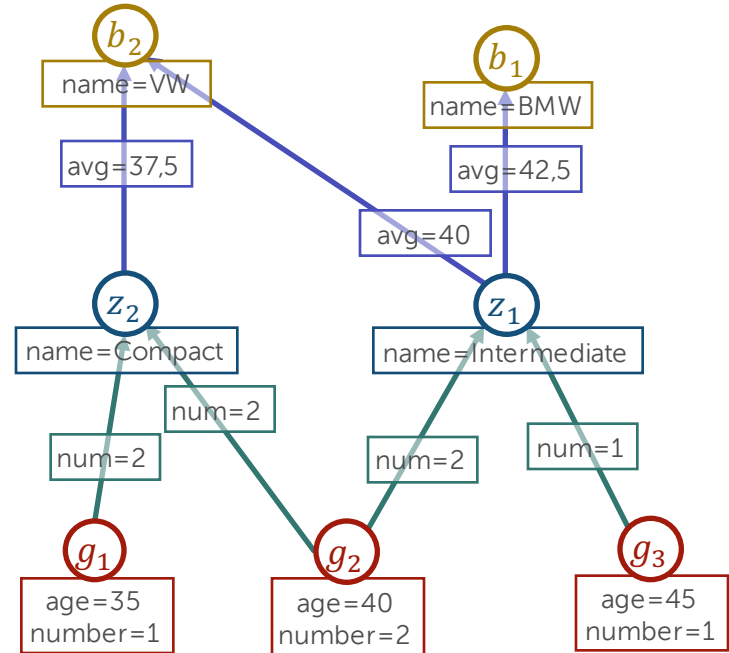 b₂
b₁
name=VW
name=BMW
avg=37,5
avg=42,5
avg=40
z₂
z₁
name=Compact
name=Intermediate
num=2
num=2
num=2
num=1
g₁
g₂
g₃
age=35
number=1
age=40
number=2
age=45
number=1